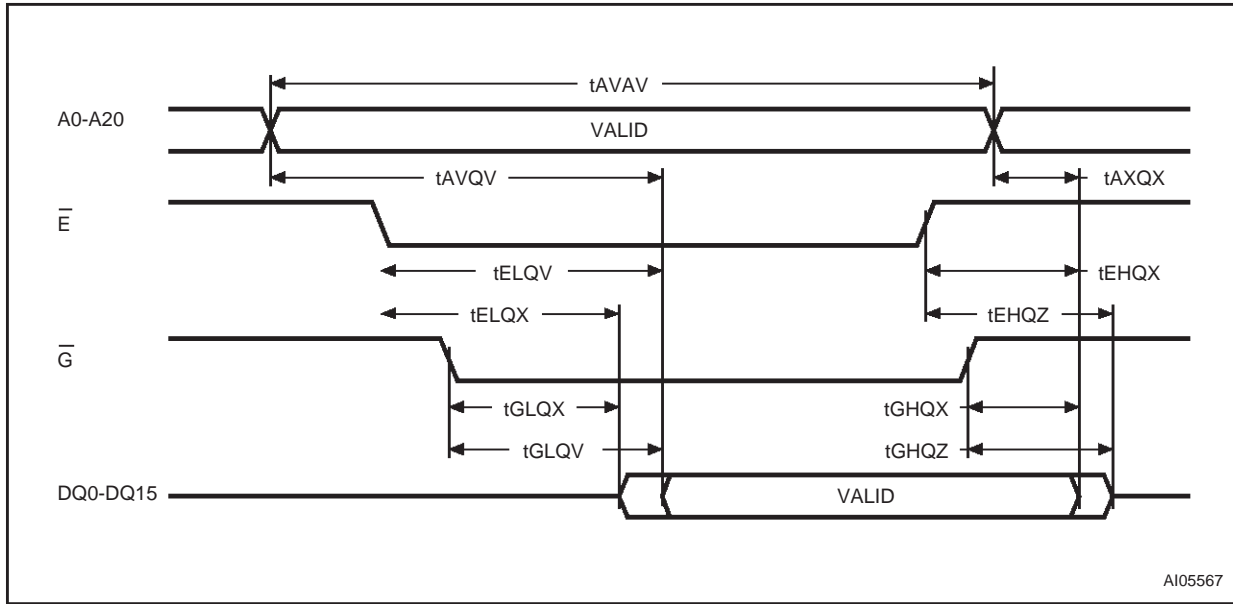 tAVAV
A0-A20
VALID
tAVQV
tAXQX
E
tELQV
tEHQX
tELQX
tEHQZ
G
tGLQX
tGHQX
tGLQV
tGHQZ
DQ0-DQ15
VALID
AI05567